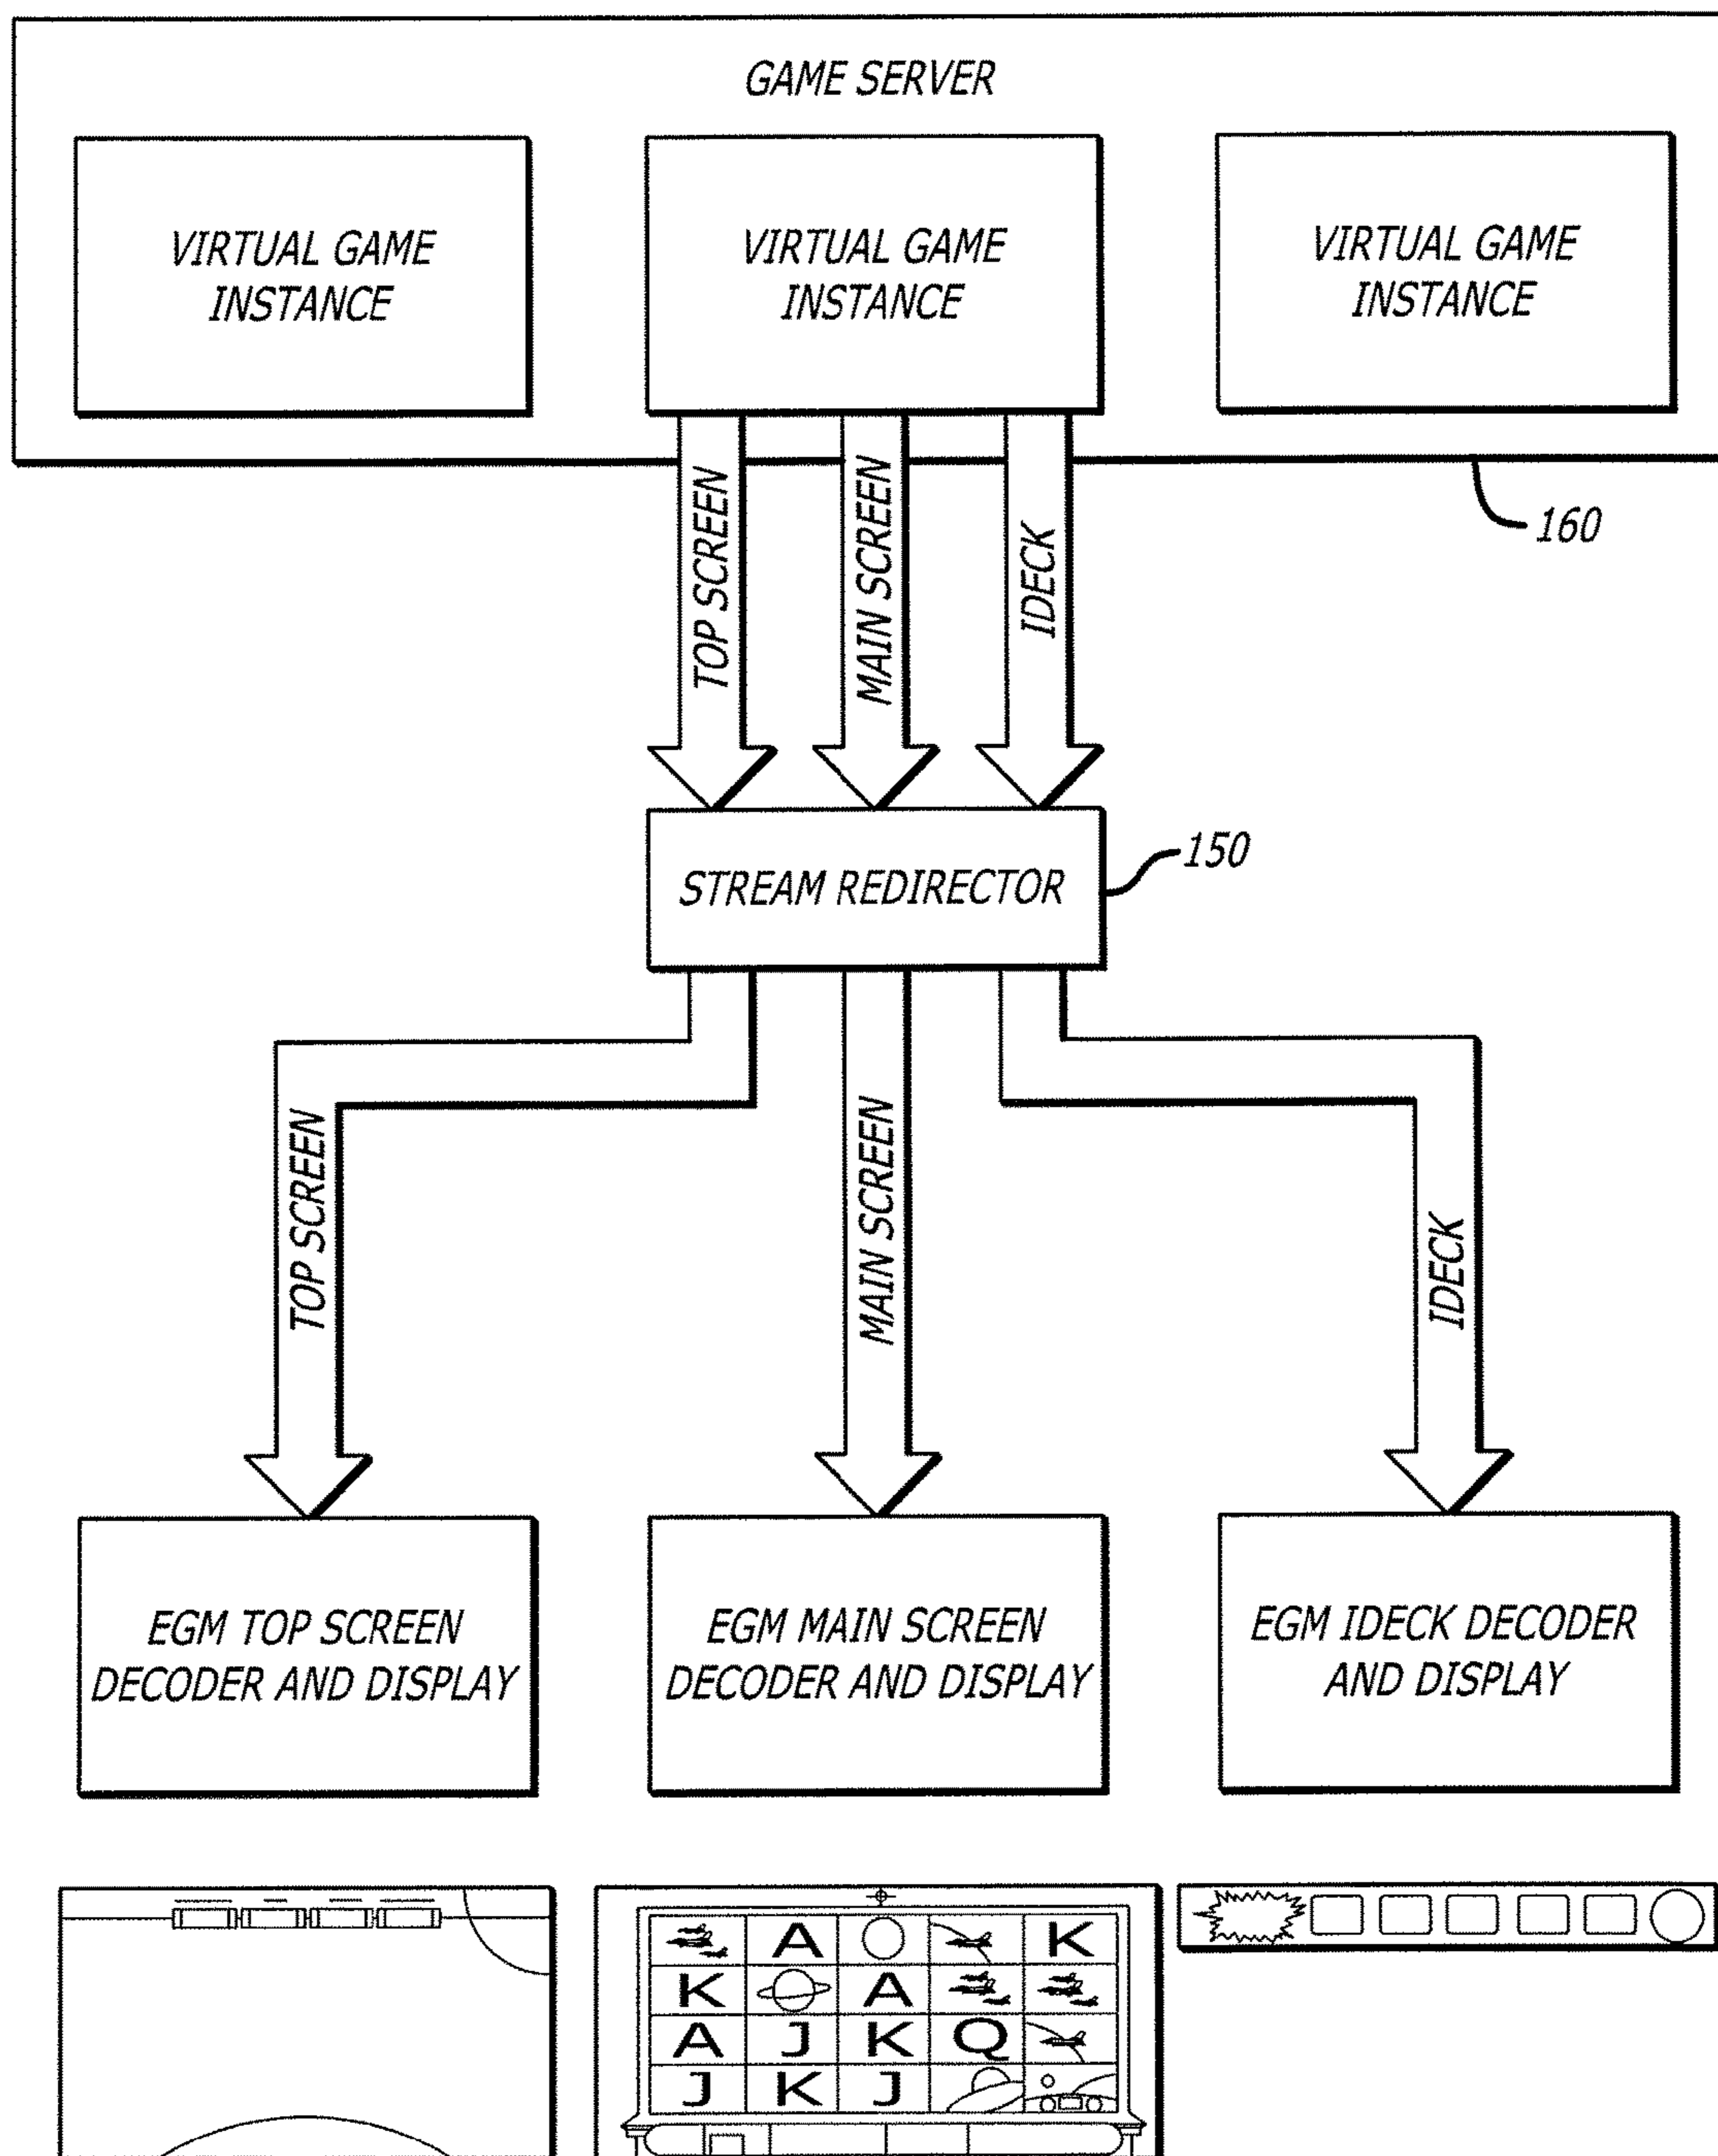 GAME SERVER
VIRTUAL GAME
INSTANCE
VIRTUAL GAME
INSTANCE
VIRTUAL GAME
INSTANCE
TOP SCREEN
MAIN SCREEN
IDECK
160
STREAM REDIRECTOR
150
TOP SCREEN
MAIN SCREEN
IDECK
EGM TOP SCREEN
DECODER AND DISPLAY
EGM MAIN SCREEN
DECODER AND DISPLAY
EGM IDECK DECODER
AND DISPLAY
A K
K A
A J K Q
J K J